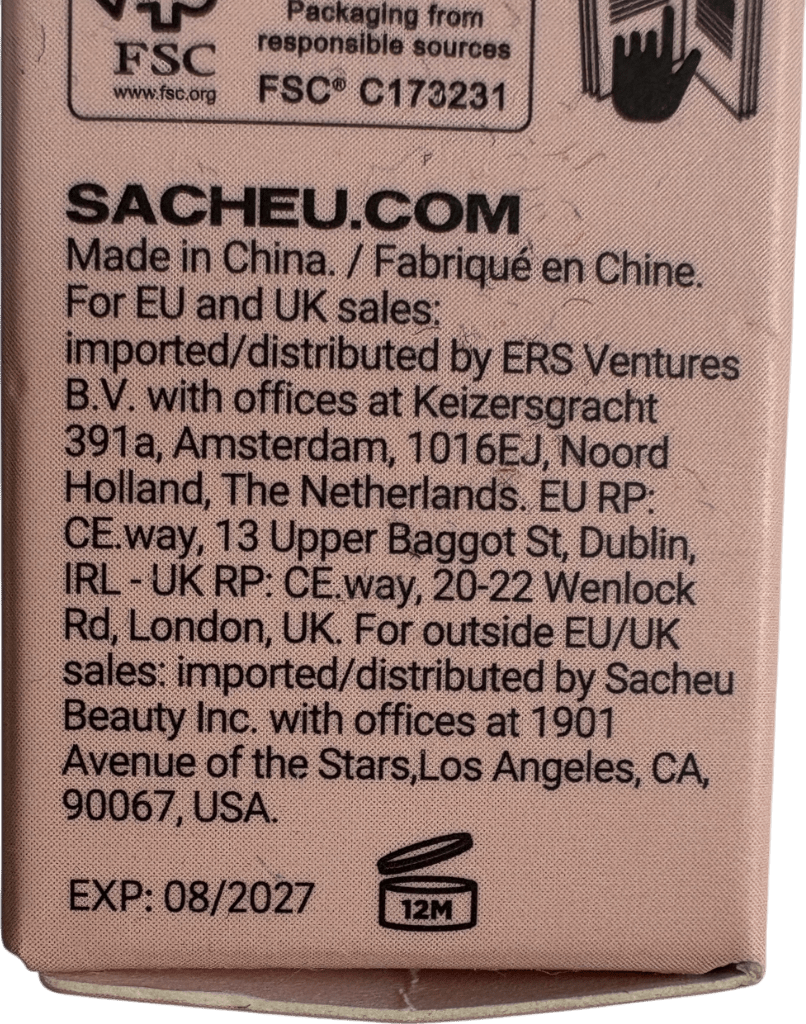 Packaging from
responsible sources
FSC
www.fsc.org
FSC® C173231
SACHEU.COM
Made in China. / Fabriqué en Chine.
For EU and UK sales:
imported/distributed by ERS Ventures
B.V. with offices at Keizersgracht
391a, Amsterdam, 1016EJ, Noord
Holland, The Netherlands. EU RP:
CE.way, 13 Upper Baggot St, Dublin,
IRL - UK RP: CE.way, 20-22 Wenlock
Rd, London, UK. For outside EU/UK
sales: imported/distributed by Sacheu
Beauty Inc. with offices at 1901
Avenue of the Stars,Los Angeles, CA,
90067, USA.
EXP: 08/2027
12M